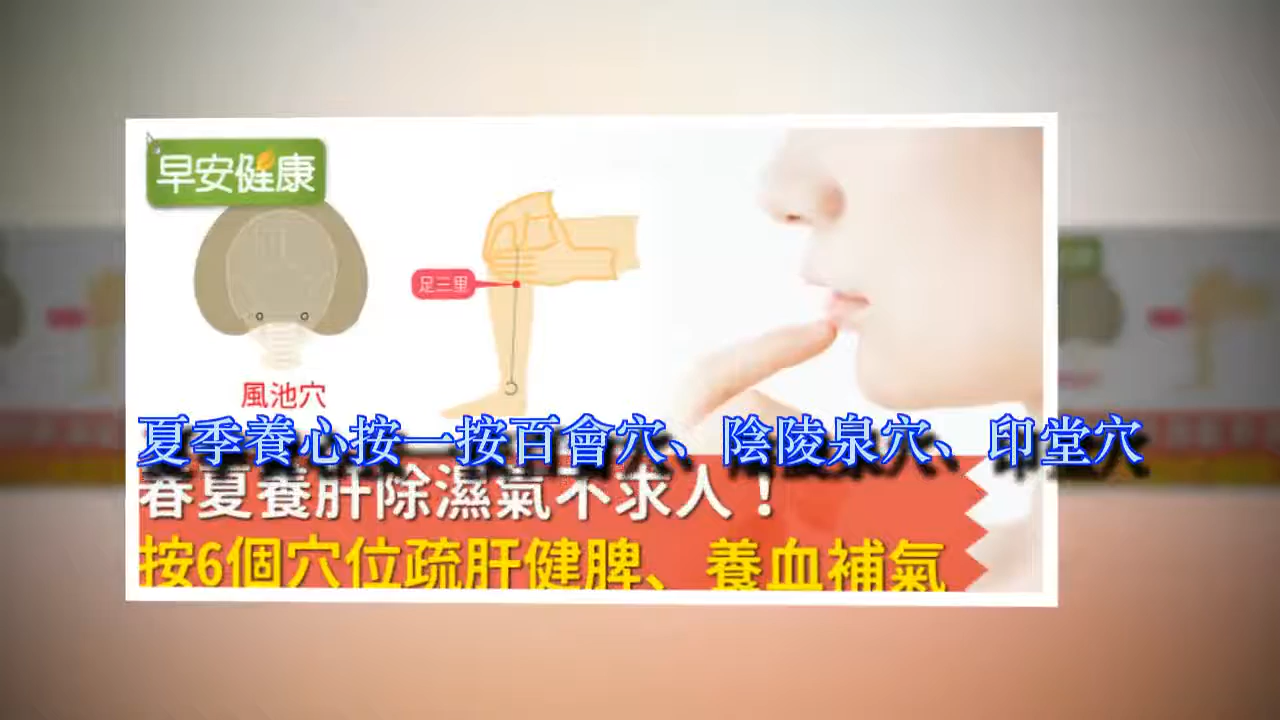 早安健康
足三里
風池穴
夏季養心按一按百會穴、陰陵泉穴、印堂穴
春夏養肝除濕氣不求人！
按6個穴位疏肝健脾、養血補氣